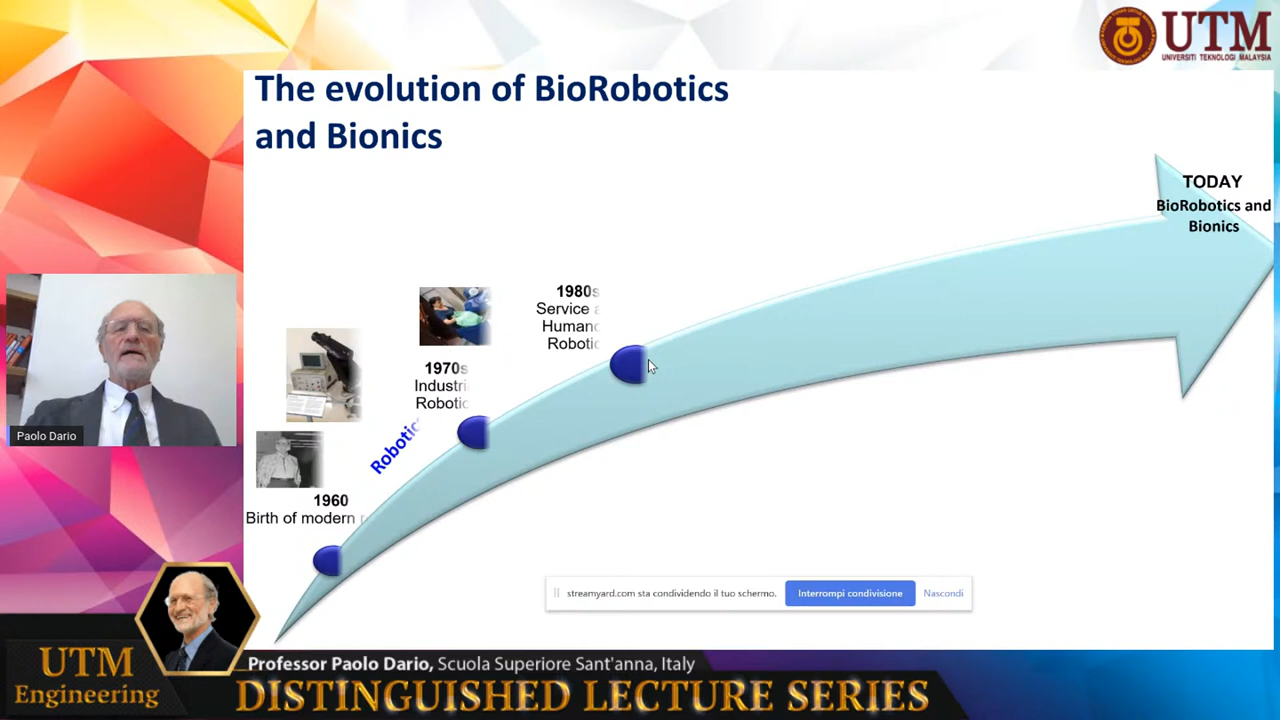 UTM
UNIVERSITI TEKNOLOGI MALAYSIA
The evolution of BioRobotics
and Bionics
TODAY
BioRobotics and
Bionics
1980s
Service
Robotic
1970s
Robotic
Robotic
1960
Birth of modern
Paolo Dario
streamyard.com sta condividendo il tuo schermo.
Interrompi condivisione
Nascondi
UTM
Engineering
Professor Paolo Dario, Scuola Superiore Sant'anna, Italy
DISTINGUISHED LECTURE SERIES